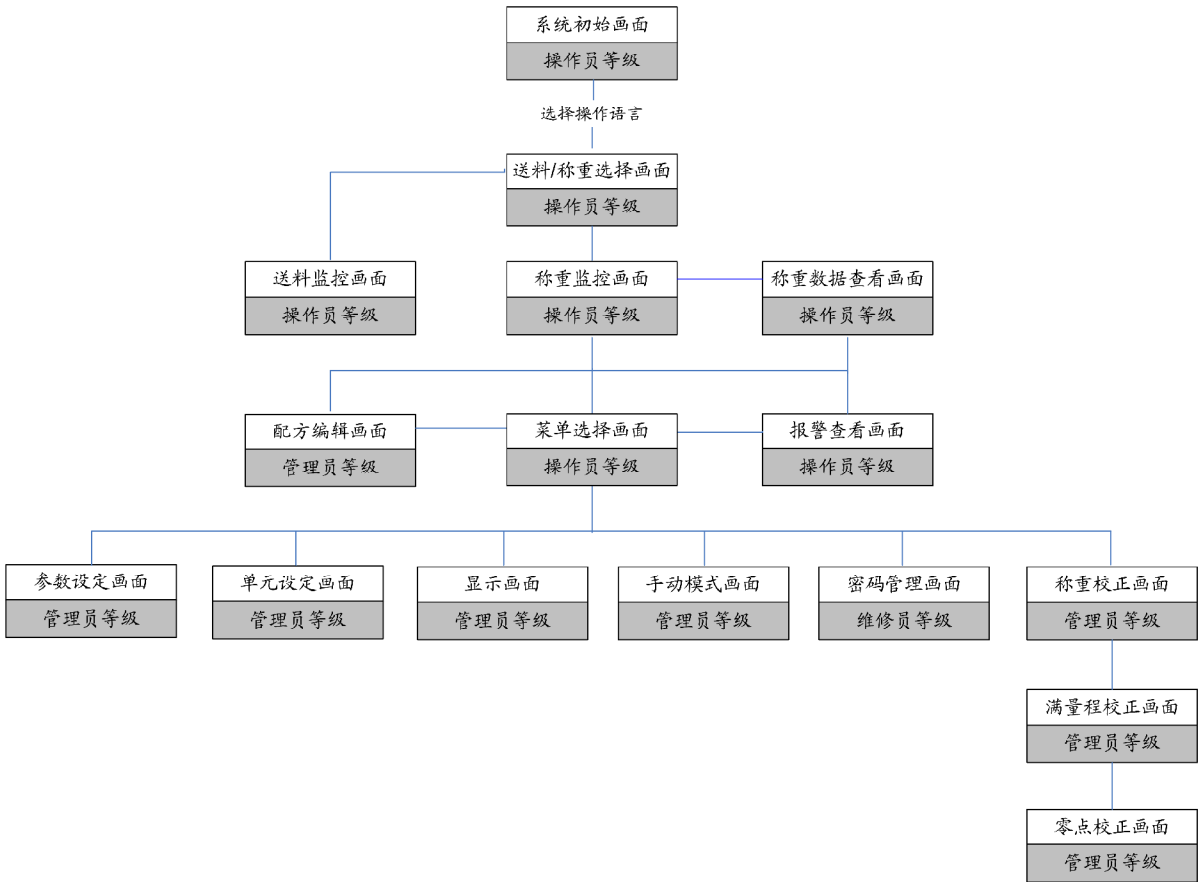 系统初始画面
操作员等级
选择操作语言
送料/称重选择画面
操作员等级
送料监控画面
操作员等级
称重监控画面
操作员等级
称重数据查看画面
操作员等级
配方编辑画面
管理员等级
菜单选择画面
操作员等级
报警查看画面
操作员等级
参数设定画面
管理员等级
单元设定画面
管理员等级
显示画面
管理员等级
手动模式画面
管理员等级
密码管理画面
维修员等级
称重校正画面
管理员等级
满量程校正画面
管理员等级
零点校正画面
管理员等级